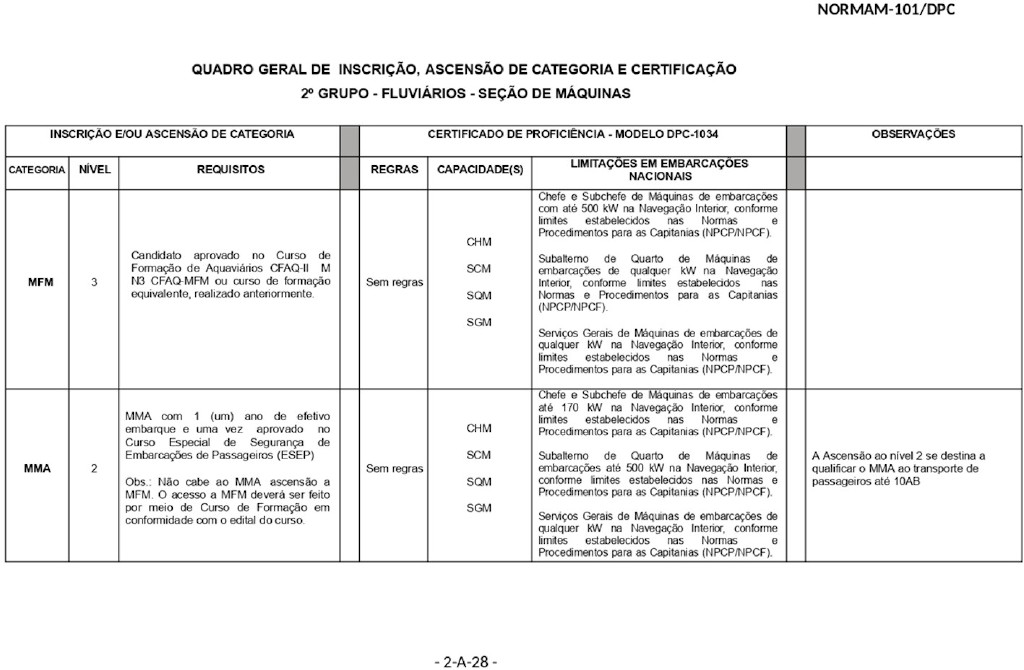 NORMAM-101/DPC
QUADRO GERAL DE INSCRIÇÃO, ASCENSÃO DE CATEGORIA E CERTIFICAÇÃO
2º GRUPO - FLUVIÁRIOS - SEÇÃO DE MÁQUINAS
INSCRIÇÃO E/OU ASCENSÃO DE CATEGORIA
CERTIFICADO DE PROFICIÊNCIA - MODELO DPC-1034
OBSERVAÇÕES
CATEGORIA
NÍVEL
REQUISITOS
REGRAS
CAPACIDADE(S)
LIMITAÇÕES EM EMBARCAÇÕES
NACIONAIS
MFM
3
Candidato aprovado no Curso de
Formação de Aquaviários CFAQ-II M
N3 CFAQ-MFM ou curso de formação
equivalente, realizado anteriormente.
Sem regras
CHM
SCM
SQM
SGM
Chefe e Subchefe de Máquinas de embarcações
com até 500 kW na Navegação Interior, conforme
limites estabelecidos nas Normas e
Procedimentos para as Capitanias (NPCP/NPCF).
Subalterno de Quarto de Máquinas de
embarcações de qualquer kW na Navegação
Interior, conforme limites estabelecidos nas
Normas e Procedimentos para as Capitanias
(NPCP/NPCF).
Serviços Gerais de Máquinas de embarcações de
qualquer kW na Navegação Interior, conforme
limites estabelecidos nas Normas e
Procedimentos para as Capitanias (NPCP/NPCF).
MMA
2
MMA com 1 (um) ano de efetivo
embarque e uma vez aprovado no
Curso Especial de Segurança de
Embarcações de Passageiros (ESEP)
Obs.: Não cabe ao MMA ascensão a
MFM. O acesso a MFM deverá ser feito
por meio de Curso de Formação em
conformidade com o edital do curso.
Sem regras
CHM
SCM
SQM
SGM
Chefe e Subchefe de Máquinas de embarcações
até 170 kW na Navegação Interior, conforme
limites estabelecidos nas Normas e
Procedimentos para as Capitanias (NPCP/NPCF).
Subalterno de Quarto de Máquinas de
embarcações até 500 kW na Navegação Interior,
conforme limites estabelecidos nas Normas e
Procedimentos para as Capitanias (NPCP/NPCF).
Serviços Gerais de Máquinas de embarcações de
qualquer kW na Navegação Interior, conforme
limites estabelecidos nas Normas e
Procedimentos para as Capitanias (NPCP/NPCF).
A Ascensão ao nível 2 se destina a
qualificar o MMA ao transporte de
passageiros até 10AB
- 2-A-28 -